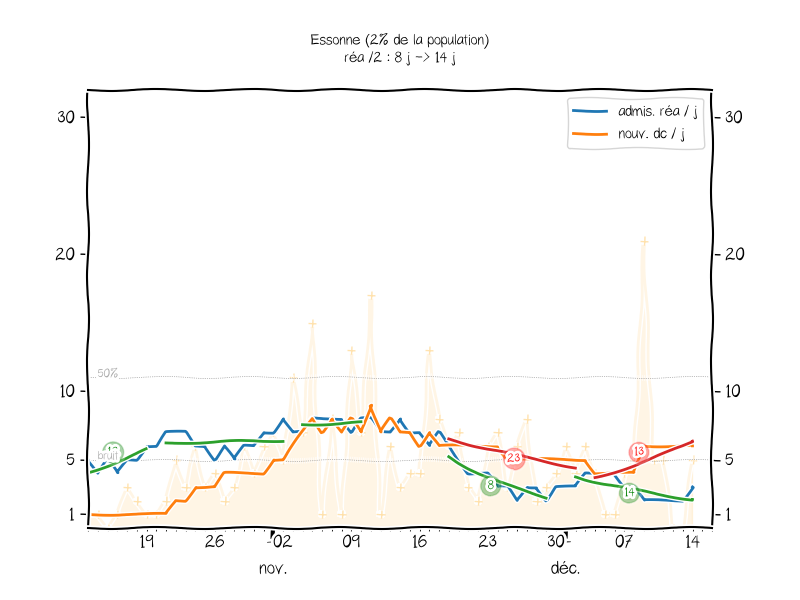 Essonne (2% de la population)
réa /2 : 8 j -> 14 j
admis. réa / j
nouv. dc / j
30
30
20
20
50%
10
10
bruit
5
5
23
13
8
14
1
1
19 26 02 09 16 23 30 07 14
nov. déc.